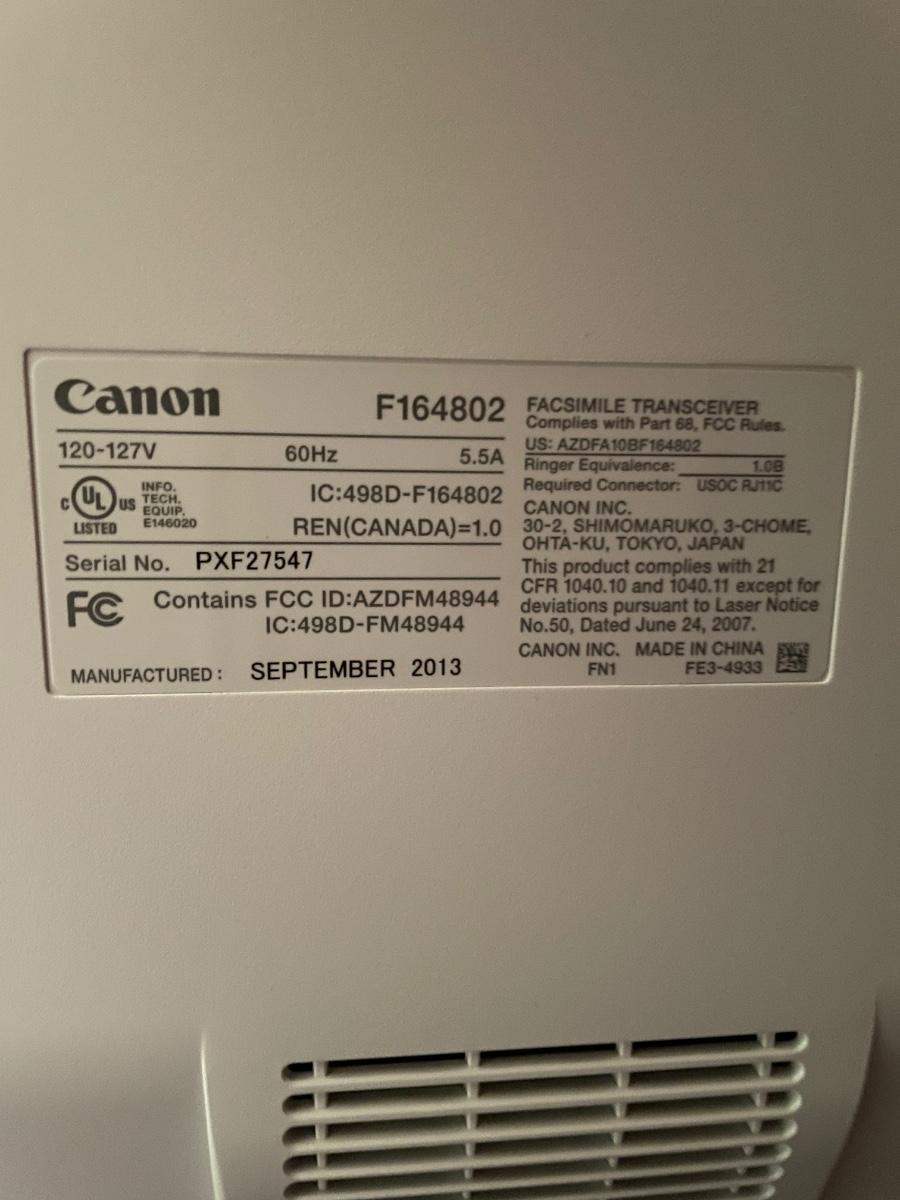 Canon F164802
120-127V 60Hz 5.5A
c UL US LISTED
INFO.
TECH.
EQUIP.
E146020
IC:498D-F164802
REN(CANADA)=1.0
Serial No. PXF27547
FC Contains FCC ID:AZDFM48944
IC:498D-FM48944
MANUFACTURED: SEPTEMBER 2013
FACSIMILE TRANSCEIVER
Complies with Part 68, FCC Rules.
US: AZDFA10BF164802
Ringer Equivalence: 1.0B
Required Connector: USOC RJ11C
CANON INC.
30-2, SHIMOMARUKO, 3-CHOME,
OHTA-KU, TOKYO, JAPAN
This product complies with 21
CFR 1040.10 and 1040.11 except for
deviations pursuant to Laser Notice
No.50, Dated June 24, 2007.
CANON INC. MADE IN CHINA
FN1 FE3-4933